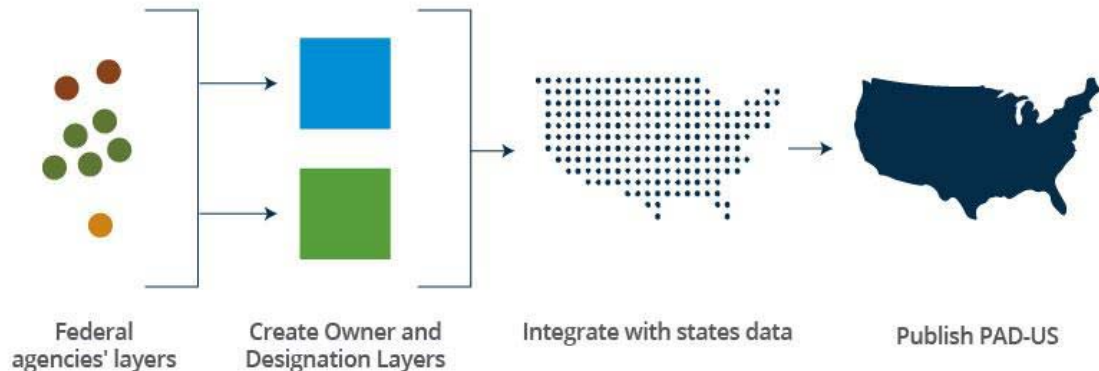 Federal
agencies' layers
Create Owner and
Designation Layers
Integrate with states data
Publish PAD-US